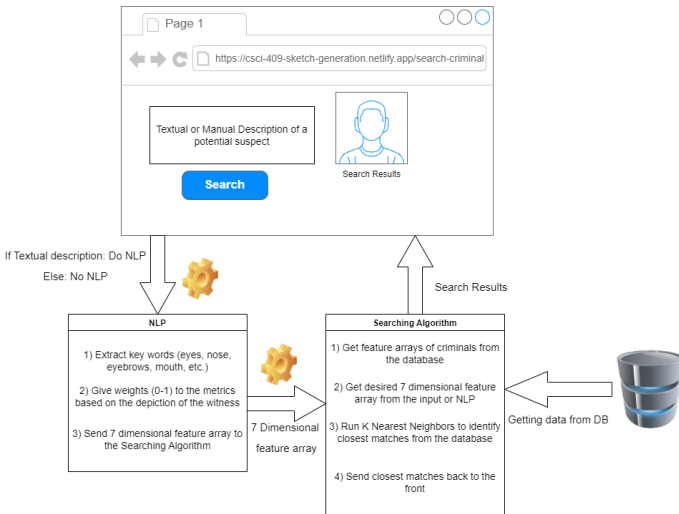 Page 1
https://csci-409-sketch-generation.netlify.app/search-criminal
Textual or Manual Description of a
potential suspect
Search
Search Results
If Textual description: Do NLP
Else: No NLP
Search Results
NLP
1) Extract key words (eyes, nose,
eyebrows, mouth, etc.)
2) Give weights (0-1) to the metrics
based on the depiction of the witness
3) Send 7 dimensional feature array to
the Searching Algorithm
7 Dimensional
feature array
Searching Algorithm
1) Get feature arrays of criminals from
the database
2) Get desired 7 dimensional feature
array from the input or NLP
3) Run K Nearest Neighbors to identify
closest matches from the database
4) Send closest matches back to the
front
Getting data from DB